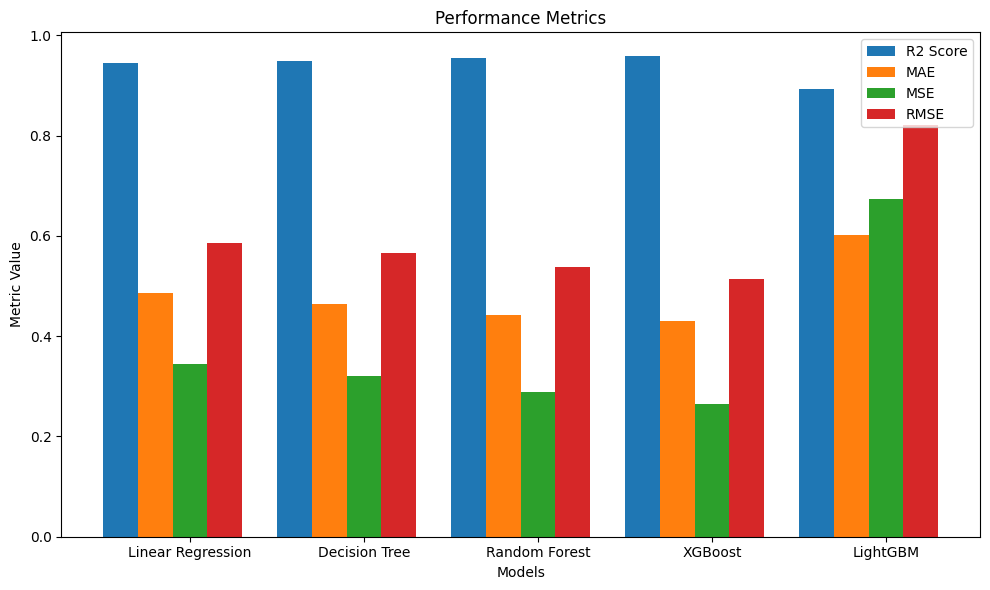 Performance Metrics
1.0
0.8
0.6
0.4
0.2
0.0
Metric Value
R2 Score
MAE
MSE
RMSE
Linear Regression Decision Tree Random Forest XGBoost LightGBM
Models